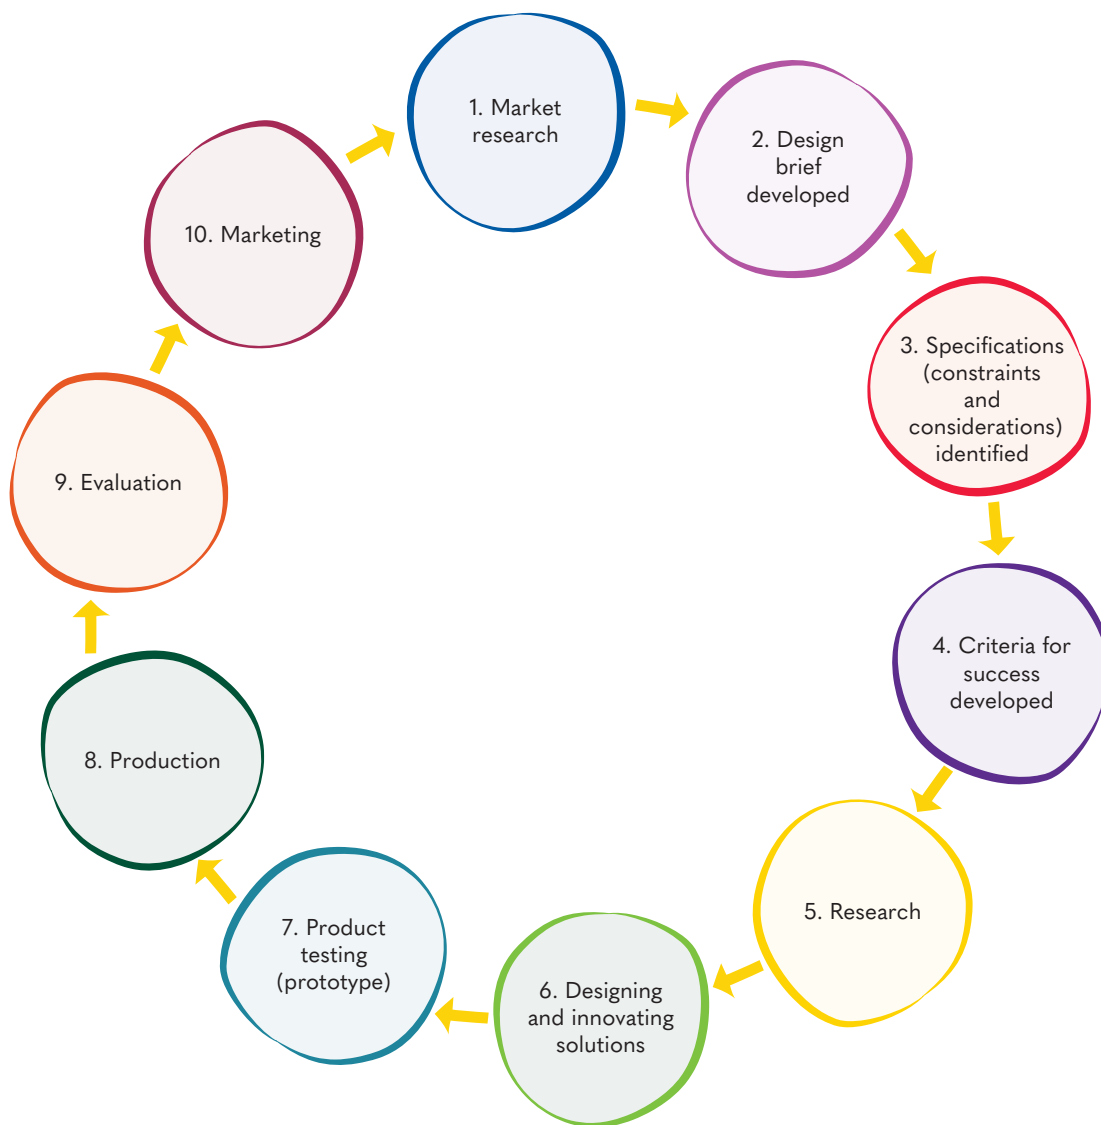 1. Market
research
2. Design
brief
developed
3. Specifications
(constraints
and
considerations)
identified
4. Criteria for
success
developed
5. Research
6. Designing
and innovating
solutions
7. Product
testing
(prototype)
8. Production
9. Evaluation
10. Marketing